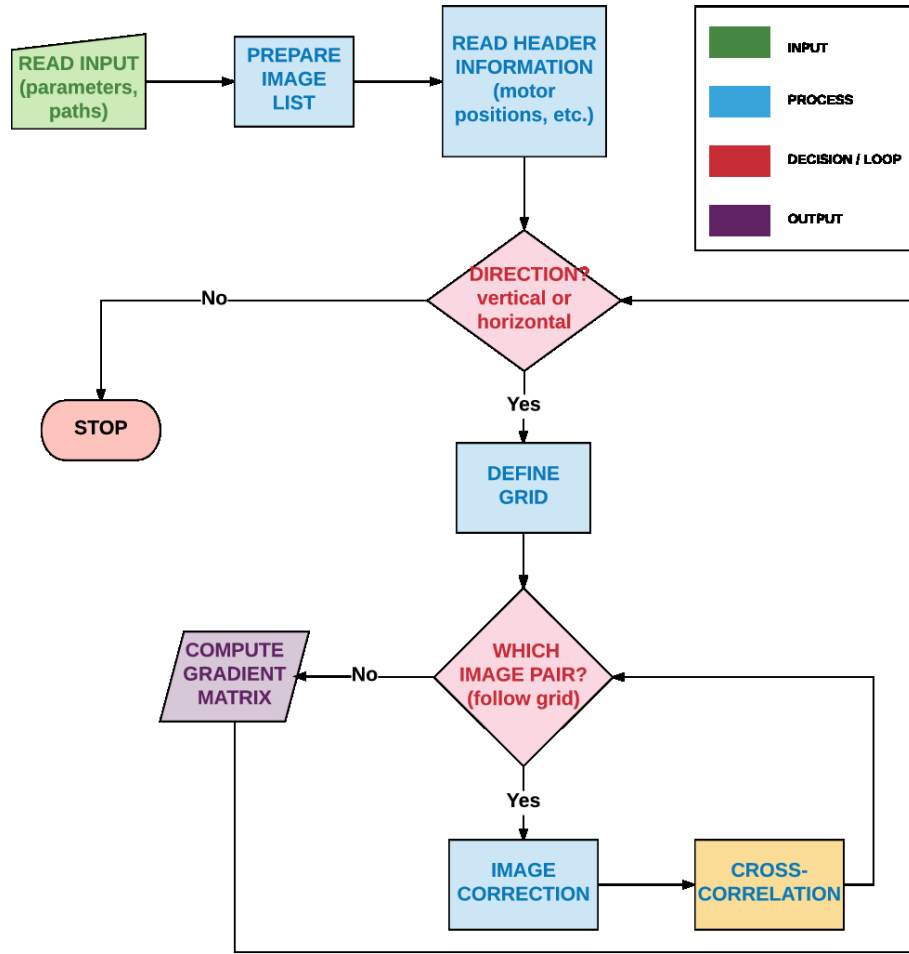 READ INPUT
(parameters,
paths)
PREPARE
IMAGE
LIST
READ HEADER
INFORMATION
(motor
positions, etc.)
INPUT
PROCESS
DECISION / LOOP
OUTPUT
DIRECTION?
vertical or
horizontal
No
STOP
Yes
DEFINE
GRID
WHICH
IMAGE PAIR?
(follow grid)
No
COMPUTE
GRADIENT
MATRIX
Yes
IMAGE
CORRECTION
CROSS-
CORRELATION